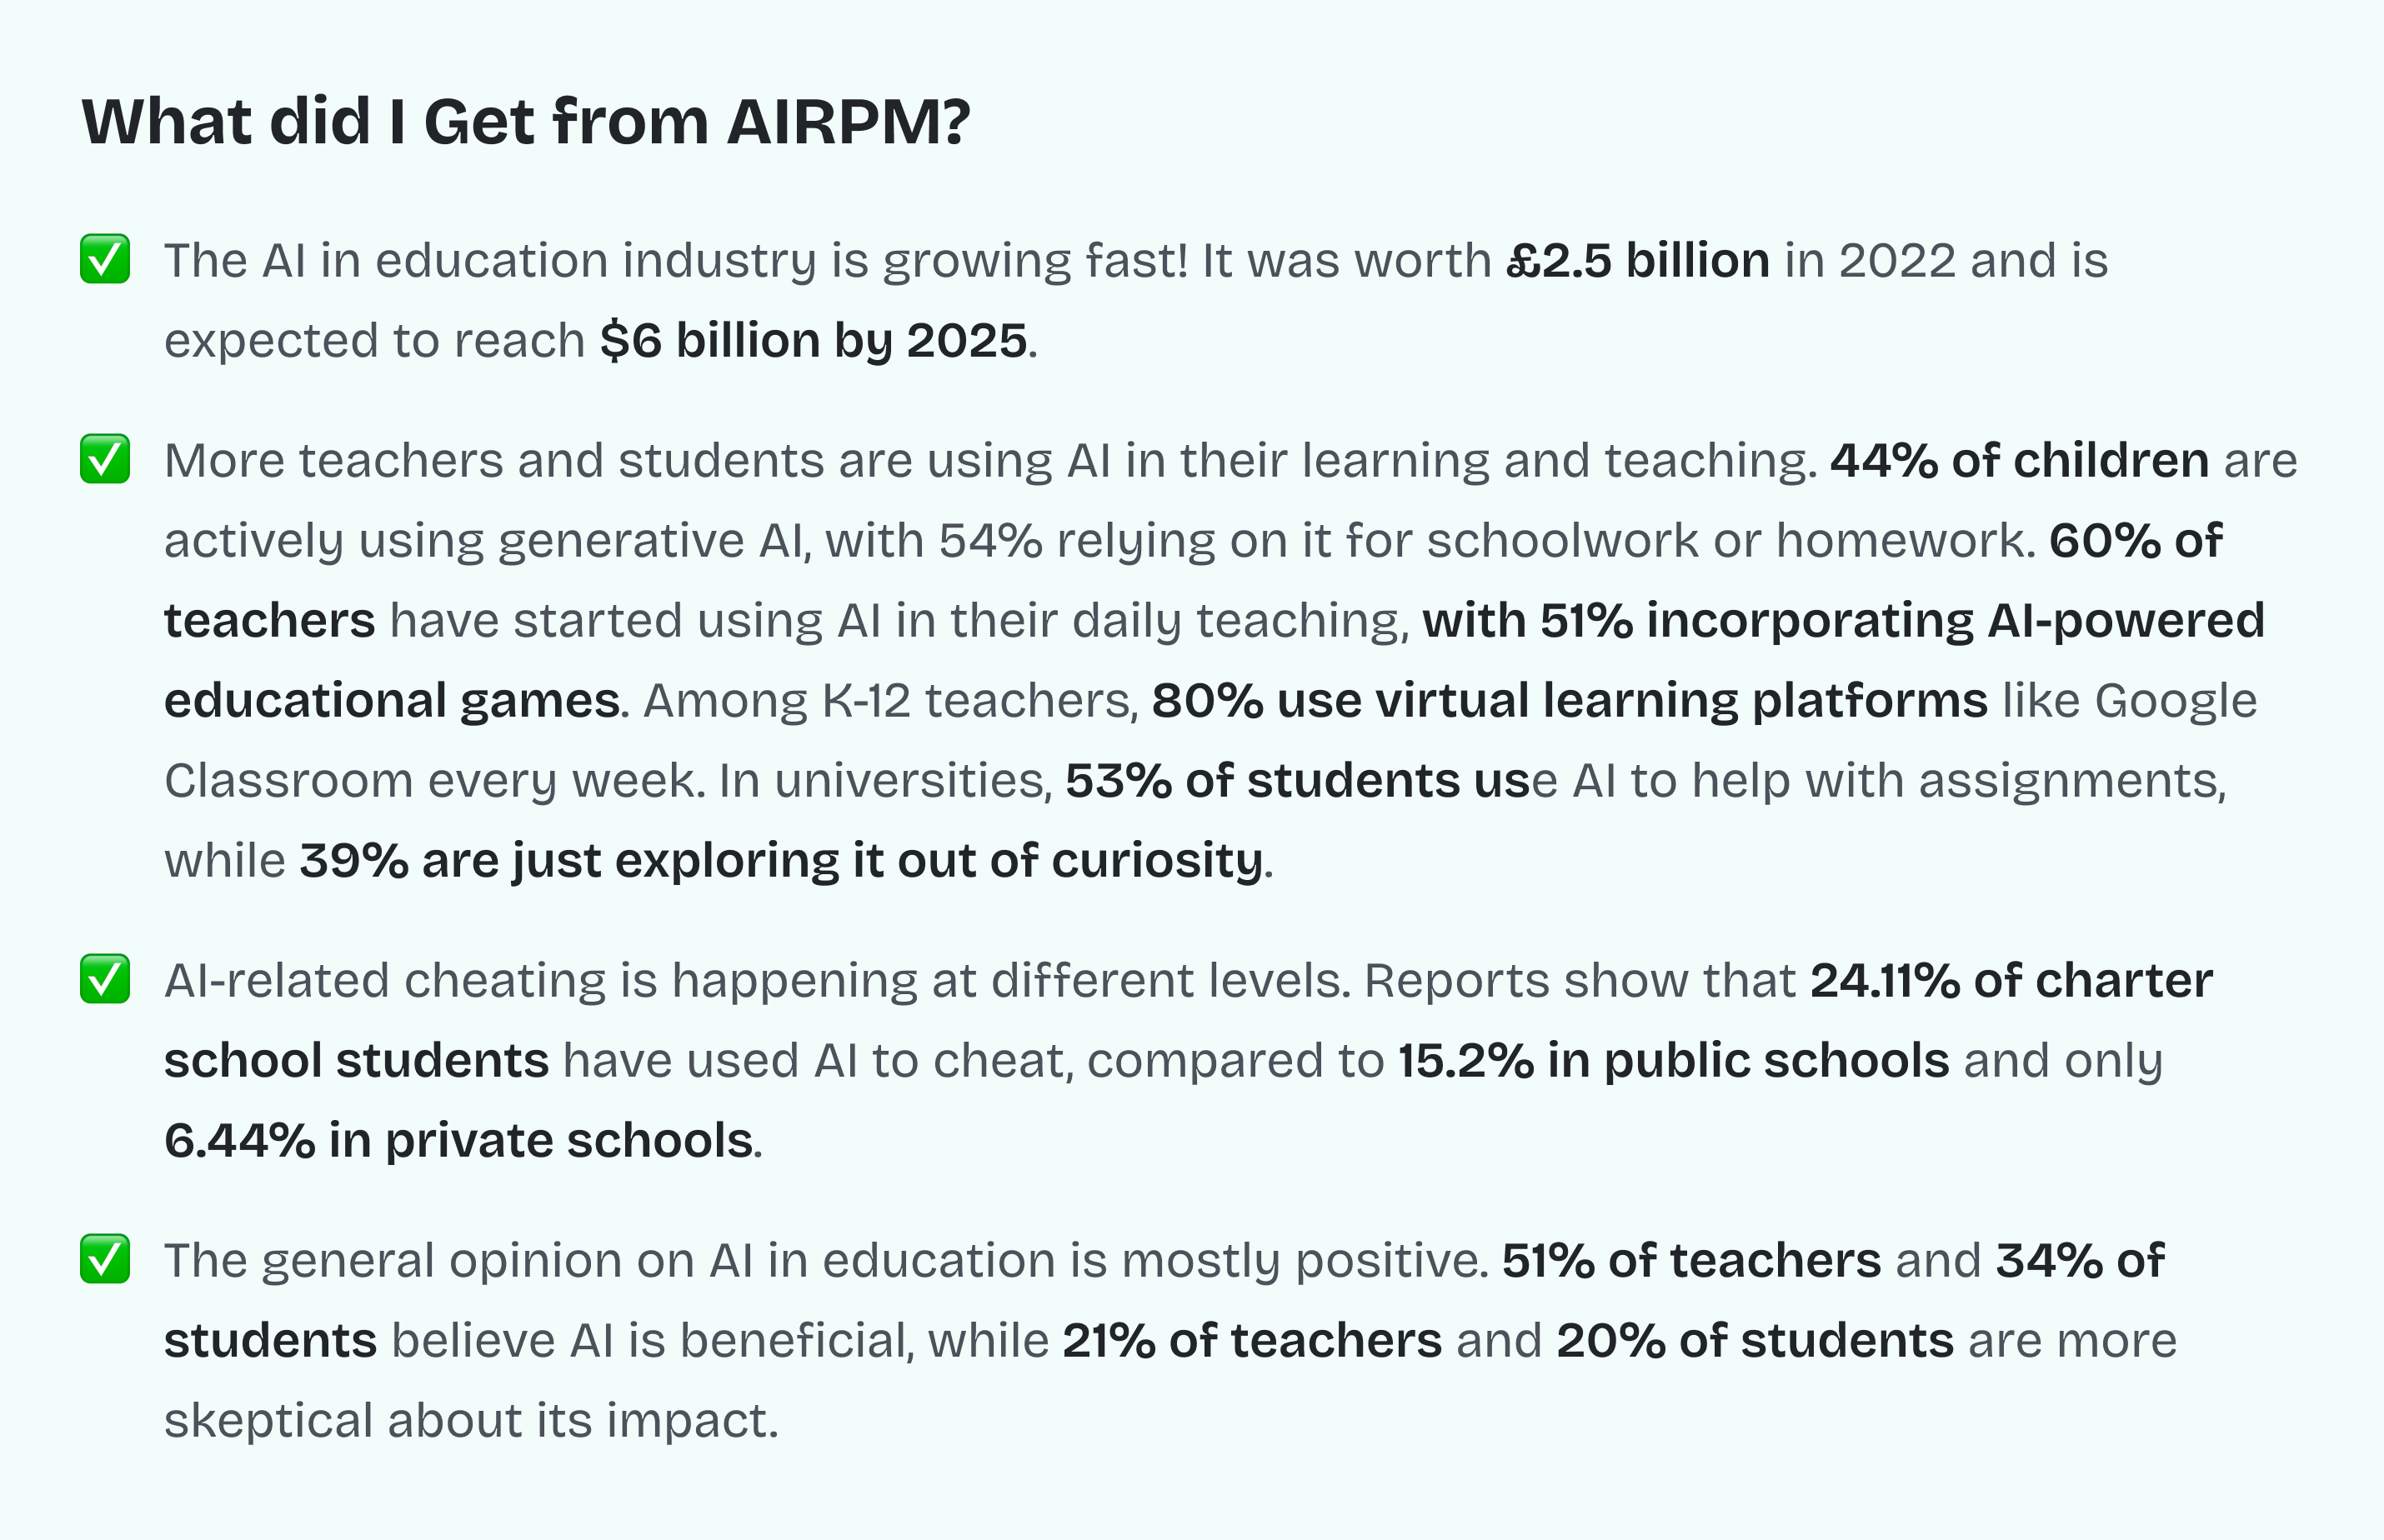 What did I Get from AIRPM?
✅ The AI in education industry is growing fast! It was worth £2.5 billion in 2022 and is
expected to reach $6 billion by 2025.
✅ More teachers and students are using AI in their learning and teaching. 44% of children are
actively using generative AI, with 54% relying on it for schoolwork or homework. 60% of
teachers have started using AI in their daily teaching, with 51% incorporating AI-powered
educational games. Among K-12 teachers, 80% use virtual learning platforms like Google
Classroom every week. In universities, 53% of students use AI to help with assignments,
while 39% are just exploring it out of curiosity.
✅ AI-related cheating is happening at different levels. Reports show that 24.11% of charter
school students have used AI to cheat, compared to 15.2% in public schools and only
6.44% in private schools.
✅ The general opinion on AI in education is mostly positive. 51% of teachers and 34% of
students believe AI is beneficial, while 21% of teachers and 20% of students are more
skeptical about its impact.